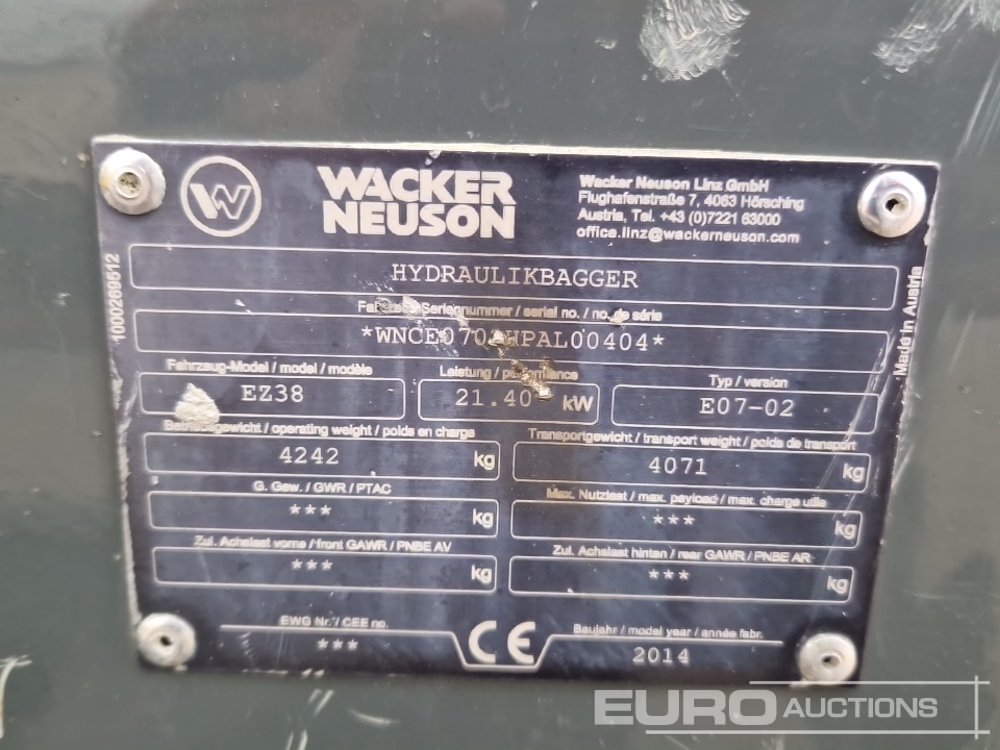 W
WACKER
NEUSON
Wacker Neuson Linz GmbH
Flughafenstraße 7, 4063 Hörsching
Austria, Tel. +43 (0)7221 63000
office.linz@wackerneuson.com
1000289512
Made in Austria
HYDRAULIKBAGGER
/ serial no. / no. de série
Fahrzeug-Model / model / modèle
EZ38
Leistung / performance
21.40 kW
Typ / version
E07-02
Betriebsgewicht / operating weight / poids en charge
4242 kg
Transportgewicht / transport weight / poids de transport
4071 kg
G. Gew. / GWR / PTAC
*** kg
Max. Nutzlast / max. payload / max. charge utile
*** kg
Zul. Achslast vorne / front GAWR / PNBE AV
*** kg
Zul. Achslast hinten / rear GAWR / PNBE AR
*** kg
EWG Nr. / CEE no.
***
CE
Baujahr / model year / année fabr.
2014
EURO AUCTIONS